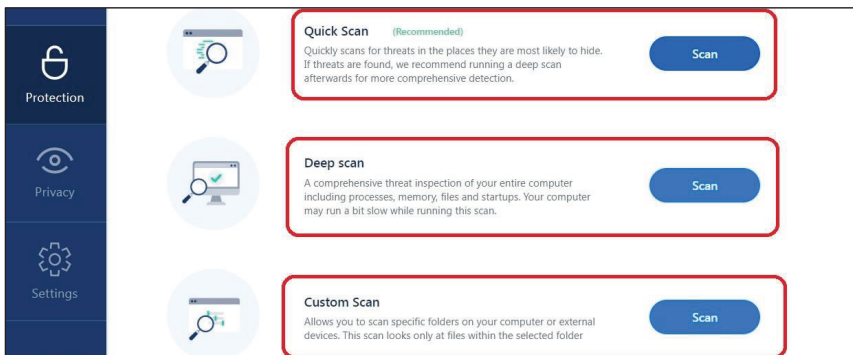 Protection
Privacy
Settings
Quick Scan (Recommended)
Quickly scans for threats in the places they are most likely to hide.
If threats are found, we recommend running a deep scan
afterwards for more comprehensive detection.
Scan
Deep scan
A comprehensive threat inspection of your entire computer
including processes, memory, files and startups. Your computer
may run a bit slow while running this scan.
Scan
Custom Scan
Allows you to scan specific folders on your computer or external
devices. This scan looks only at files within the selected folder
Scan